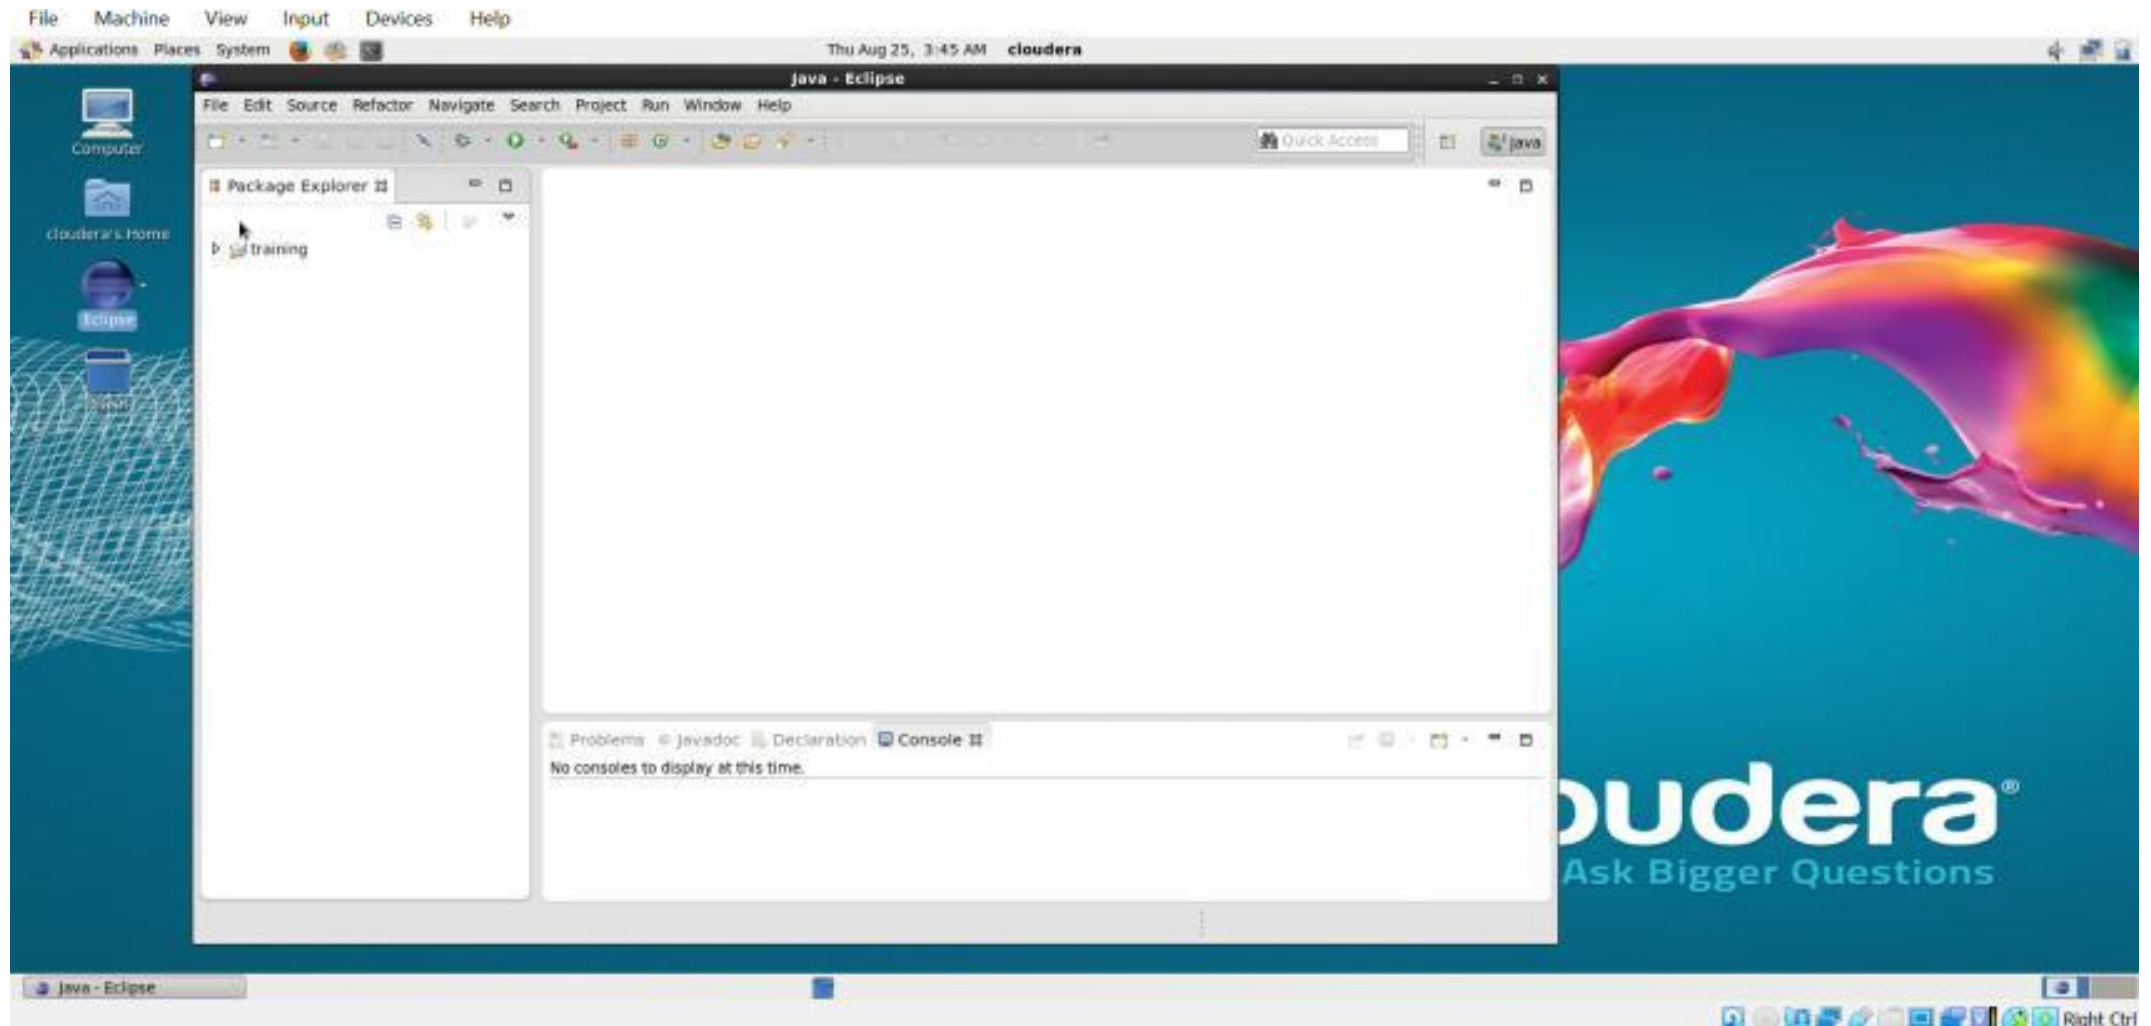 File Machine View Input Devices Help
Applications Places System Thu Aug 25, 3:45 AM cloudera
Java - Eclipse
File Edit Source Refactor Navigate Search Project Run Window Help
Computer
Quick Access
Java
Package Explorer
cloudera's Home
training
Eclipse
Problems Javadoc Declaration Console
No consoles to display at this time.
oudera®
Ask Bigger Questions
Java - Eclipse
Right Ctrl